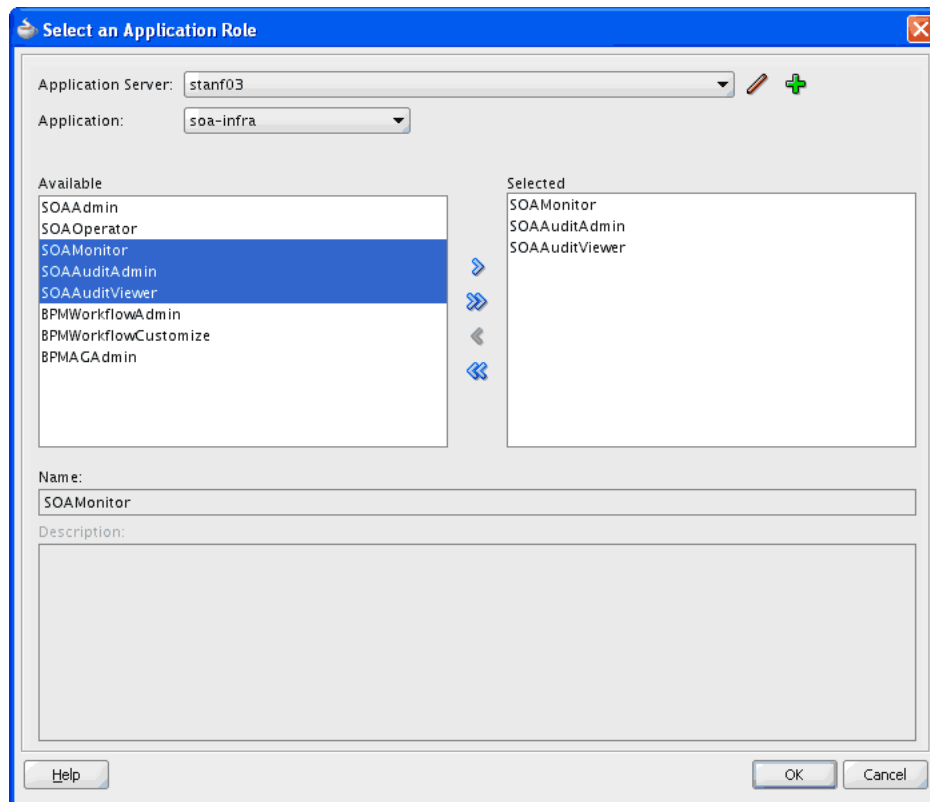 Select an Application Role
Application Server: stanf03
Application: soa-infra
Available
SOAAdmin
SOAOperator
SOAMonitor
SOAAuditAdmin
SOAAuditViewer
BPMWorkflowAdmin
BPMWorkflowCustomize
BPMAGAdmin
Selected
SOAMonitor
SOAAuditAdmin
SOAAuditViewer
Name:
SOAMonitor
Description:
Help
OK
Cancel